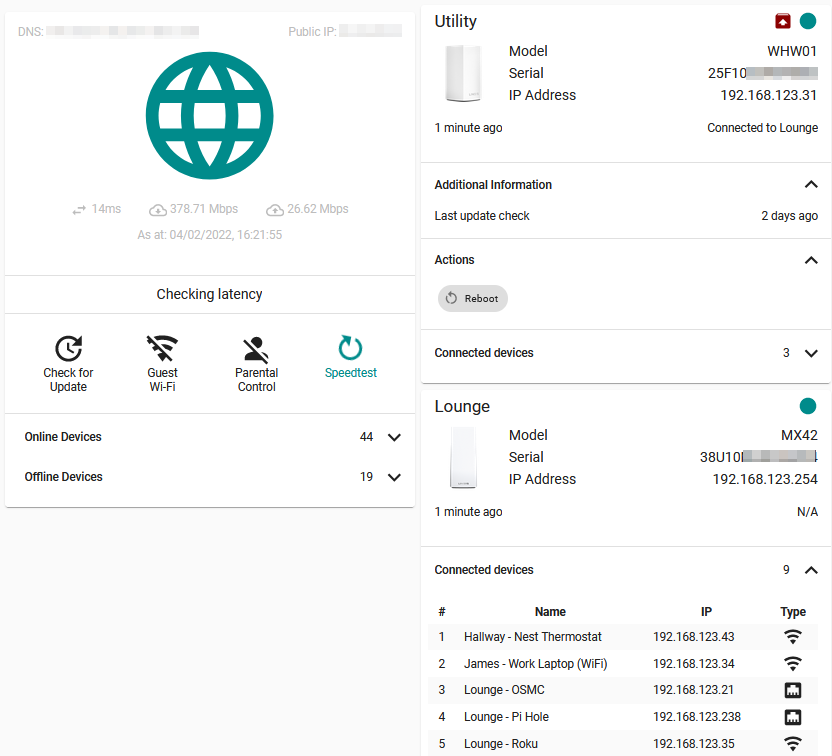 DNS:
Public IP:
14ms 378.71 Mbps 26.62 Mbps
As at: 04/02/2022, 16:21:55
Checking latency
Check for Update
Guest Wi-Fi
Parental Control
Speedtest
Online Devices 44
Offline Devices 19
Utility
Model WHW01
Serial 25F10
IP Address 192.168.123.31
1 minute ago Connected to Lounge
Additional Information
Last update check 2 days ago
Actions
Reboot
Connected devices 3
Lounge
Model MX42
Serial 38U10
IP Address 192.168.123.254
1 minute ago N/A
Connected devices 9
# Name IP Type
1 Hallway - Nest Thermostat 192.168.123.43
2 James - Work Laptop (WiFi) 192.168.123.34
3 Lounge - OSMC 192.168.123.21
4 Lounge - Pi Hole 192.168.123.238
5 Lounge - Roku 192.168.123.35